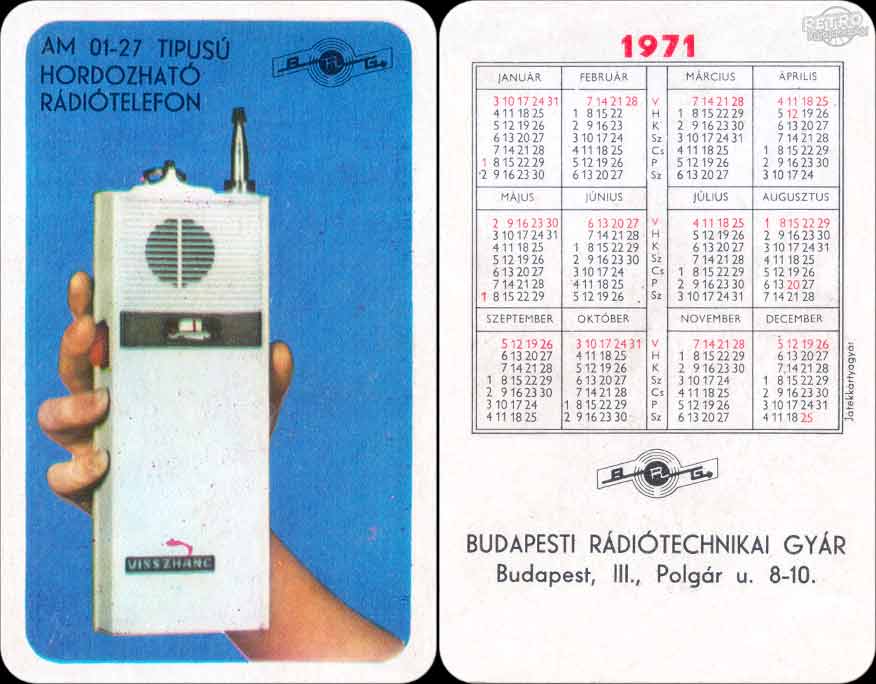 AM 01-27 TIPUSÚ
HORDOZHATÓ
RÁDIÓTELEFON
B R G
VISSZHANG
RETRO
1971
JANUÁR FEBRUÁR MÁRCIUS ÁPRILIS
3 10 17 24 31 7 14 21 28 V 7 14 21 28 4 11 18 25
4 11 18 25 1 8 15 22 H 1 8 15 22 29 5 12 19 26
5 12 19 26 2 9 16 23 K 2 9 16 23 30 6 13 20 27
6 13 20 27 3 10 17 24 Sz 3 10 17 24 31 7 14 21 28
7 14 21 28 4 11 18 25 Cs 4 11 18 25 1 8 15 22 29
1 8 15 22 29 5 12 19 26 P 5 12 19 26 2 9 16 23 30
2 9 16 23 30 6 13 20 27 Sz 6 13 20 27 3 10 17 24
MÁJUS JÚNIUS JÚLIUS AUGUSZTUS
2 9 16 23 30 6 13 20 27 V 4 11 18 25 1 8 15 22 29
3 10 17 24 31 7 14 21 28 H 5 12 19 26 2 9 16 23 30
4 11 18 25 1 8 15 22 29 K 6 13 20 27 3 10 17 24 31
5 12 19 26 2 9 16 23 30 Sz 7 14 21 28 4 11 18 25
6 13 20 27 3 10 17 24 Cs 1 8 15 22 29 5 12 19 26
7 14 21 28 4 11 18 25 P 2 9 16 23 30 6 13 20 27
1 8 15 22 29 5 12 19 26 Sz 3 10 17 24 31 7 14 21 28
SZEPTEMBER OKTÓBER NOVEMBER DECEMBER
5 12 19 26 3 10 17 24 31 V 7 14 21 28 5 12 19 26
6 13 20 27 4 11 18 25 H 1 8 15 22 29 6 13 20 27
7 14 21 28 5 12 19 26 K 2 9 16 23 30 7 14 21 28
1 8 15 22 29 6 13 20 27 Sz 3 10 17 24 1 8 15 22 29
2 9 16 23 30 7 14 21 28 Cs 4 11 18 25 2 9 16 23 30
3 10 17 24 1 8 15 22 29 P 5 12 19 26 3 10 17 24 31
4 11 18 25 2 9 16 23 30 Sz 6 13 20 27 4 11 18 25
Játékkártyagyár
B R G
BUDAPESTI RÁDIÓTECHNIKAI GYÁR
Budapest, III., Polgár u. 8-10.